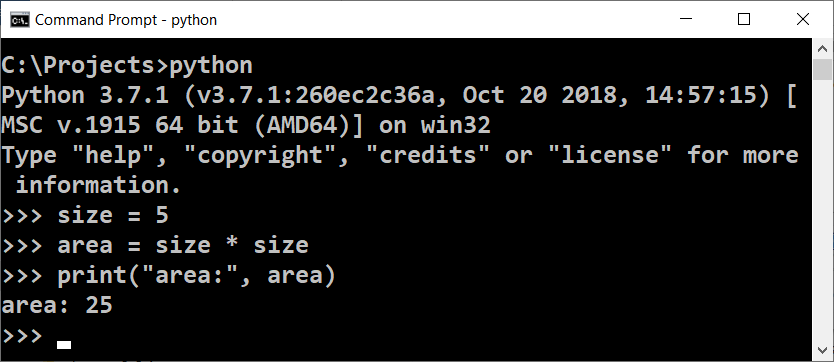 Command Prompt - python
C:\Projects>python
Python 3.7.1 (v3.7.1:260ec2c36a, Oct 20 2018, 14:57:15) [
MSC v.1915 64 bit (AMD64)] on win32
Type "help", "copyright", "credits" or "license" for more
 information.
>>> size = 5
>>> area = size * size
>>> print("area:", area)
area: 25
>>>